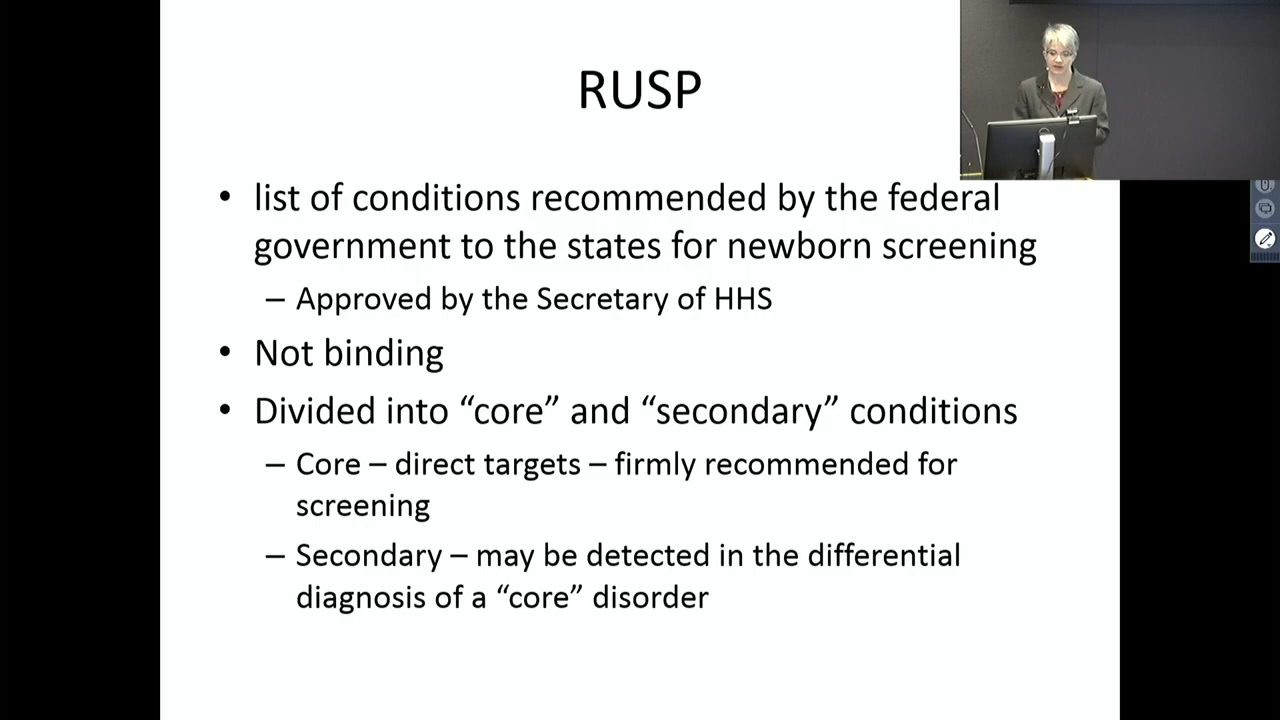 RUSP
• list of conditions recommended by the federal
government to the states for newborn screening
– Approved by the Secretary of HHS
• Not binding
• Divided into “core” and “secondary” conditions
– Core – direct targets – firmly recommended for
screening
– Secondary – may be detected in the differential
diagnosis of a “core” disorder